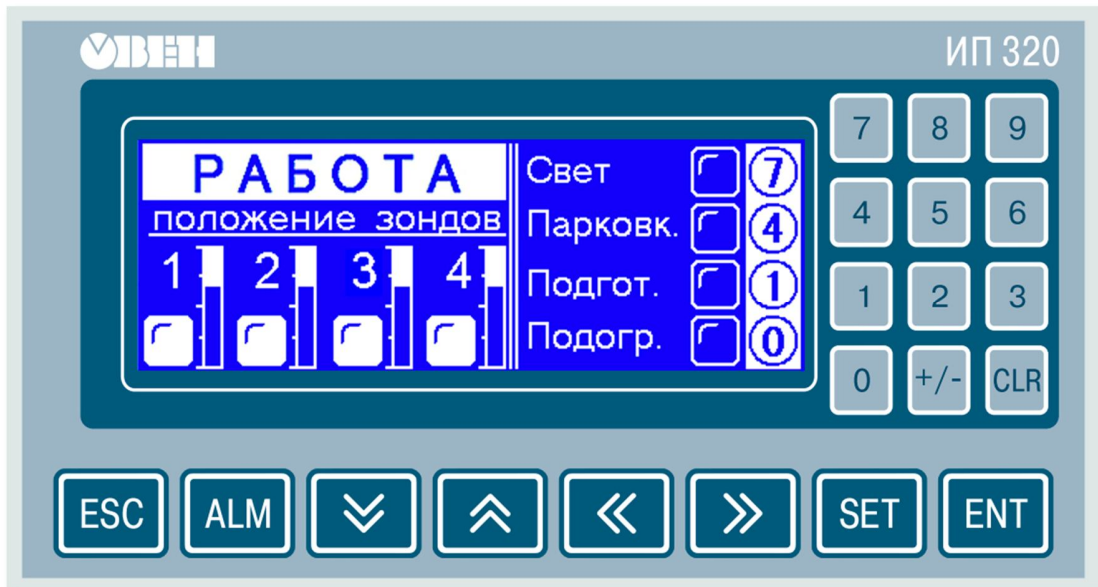 ОВЕН
ИП 320
РАБОТА
положение зондов
1 2 3 4
Свет 7
Парковк. 4
Подгот. 1
Подогр. 0
7 8 9
4 5 6
1 2 3
0 +/- CLR
ESC ALM SET ENT